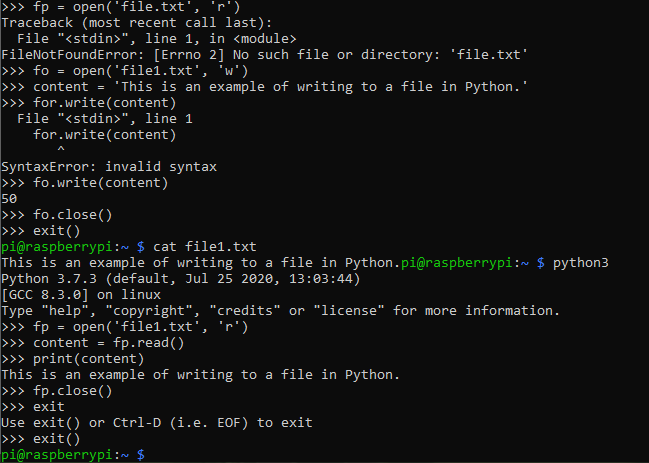 >>> fp = open('file.txt', 'r')
Traceback (most recent call last):
  File "<stdin>", line 1, in <module>
FileNotFoundError: [Errno 2] No such file or directory: 'file.txt'
>>> fo = open('file1.txt', 'w')
>>> content = 'This is an example of writing to a file in Python.'
>>> for.write(content)
  File "<stdin>", line 1
    for.write(content)
       ^
SyntaxError: invalid syntax
>>> fo.write(content)
50
>>> fo.close()
>>> exit()
pi@raspberrypi:~ $ cat file1.txt
This is an example of writing to a file in Python.pi@raspberrypi:~ $ python3
Python 3.7.3 (default, Jul 25 2020, 13:03:44)
[GCC 8.3.0] on linux
Type "help", "copyright", "credits" or "license" for more information.
>>> fp = open('file1.txt', 'r')
>>> content = fp.read()
>>> print(content)
This is an example of writing to a file in Python.
>>> fp.close()
>>> exit
Use exit() or Ctrl-D (i.e. EOF) to exit
>>> exit()
pi@raspberrypi:~ $